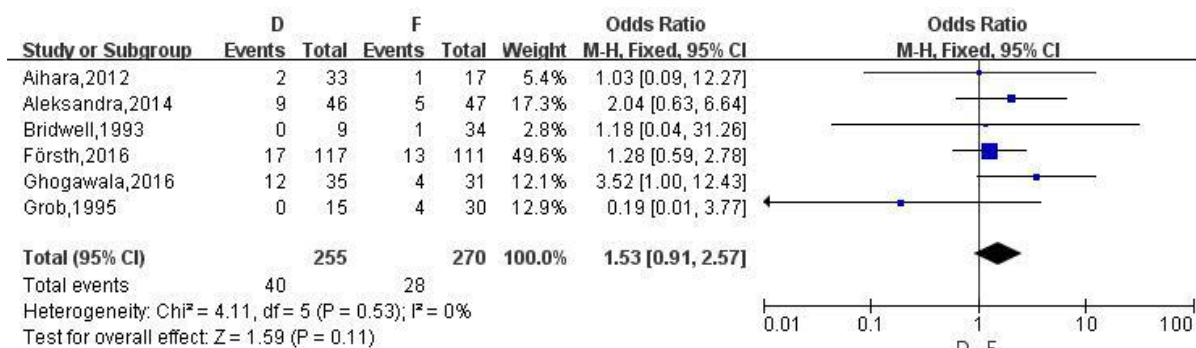 D F Odds Ratio Odds Ratio
Study or Subgroup Events Total Events Total Weight M-H, Fixed, 95% CI M-H, Fixed, 95% CI
Aihara,2012 2 33 1 17 5.4% 1.03 [0.09, 12.27]
Aleksandra,2014 9 46 5 47 17.3% 2.04 [0.63, 6.64]
Bridwell,1993 0 9 1 34 2.8% 1.18 [0.04, 31.26]
Försth,2016 17 117 13 111 49.6% 1.28 [0.59, 2.78]
Ghogawala,2016 12 35 4 31 12.1% 3.52 [1.00, 12.43]
Grob,1995 0 15 4 30 12.9% 0.19 [0.01, 3.77]
Total (95% CI) 255 270 100.0% 1.53 [0.91, 2.57]
Total events 40 28
Heterogeneity: Chi² = 4.11, df = 5 (P = 0.53); I² = 0%
Test for overall effect: Z = 1.59 (P = 0.11)
0.01 0.1 1 10 100